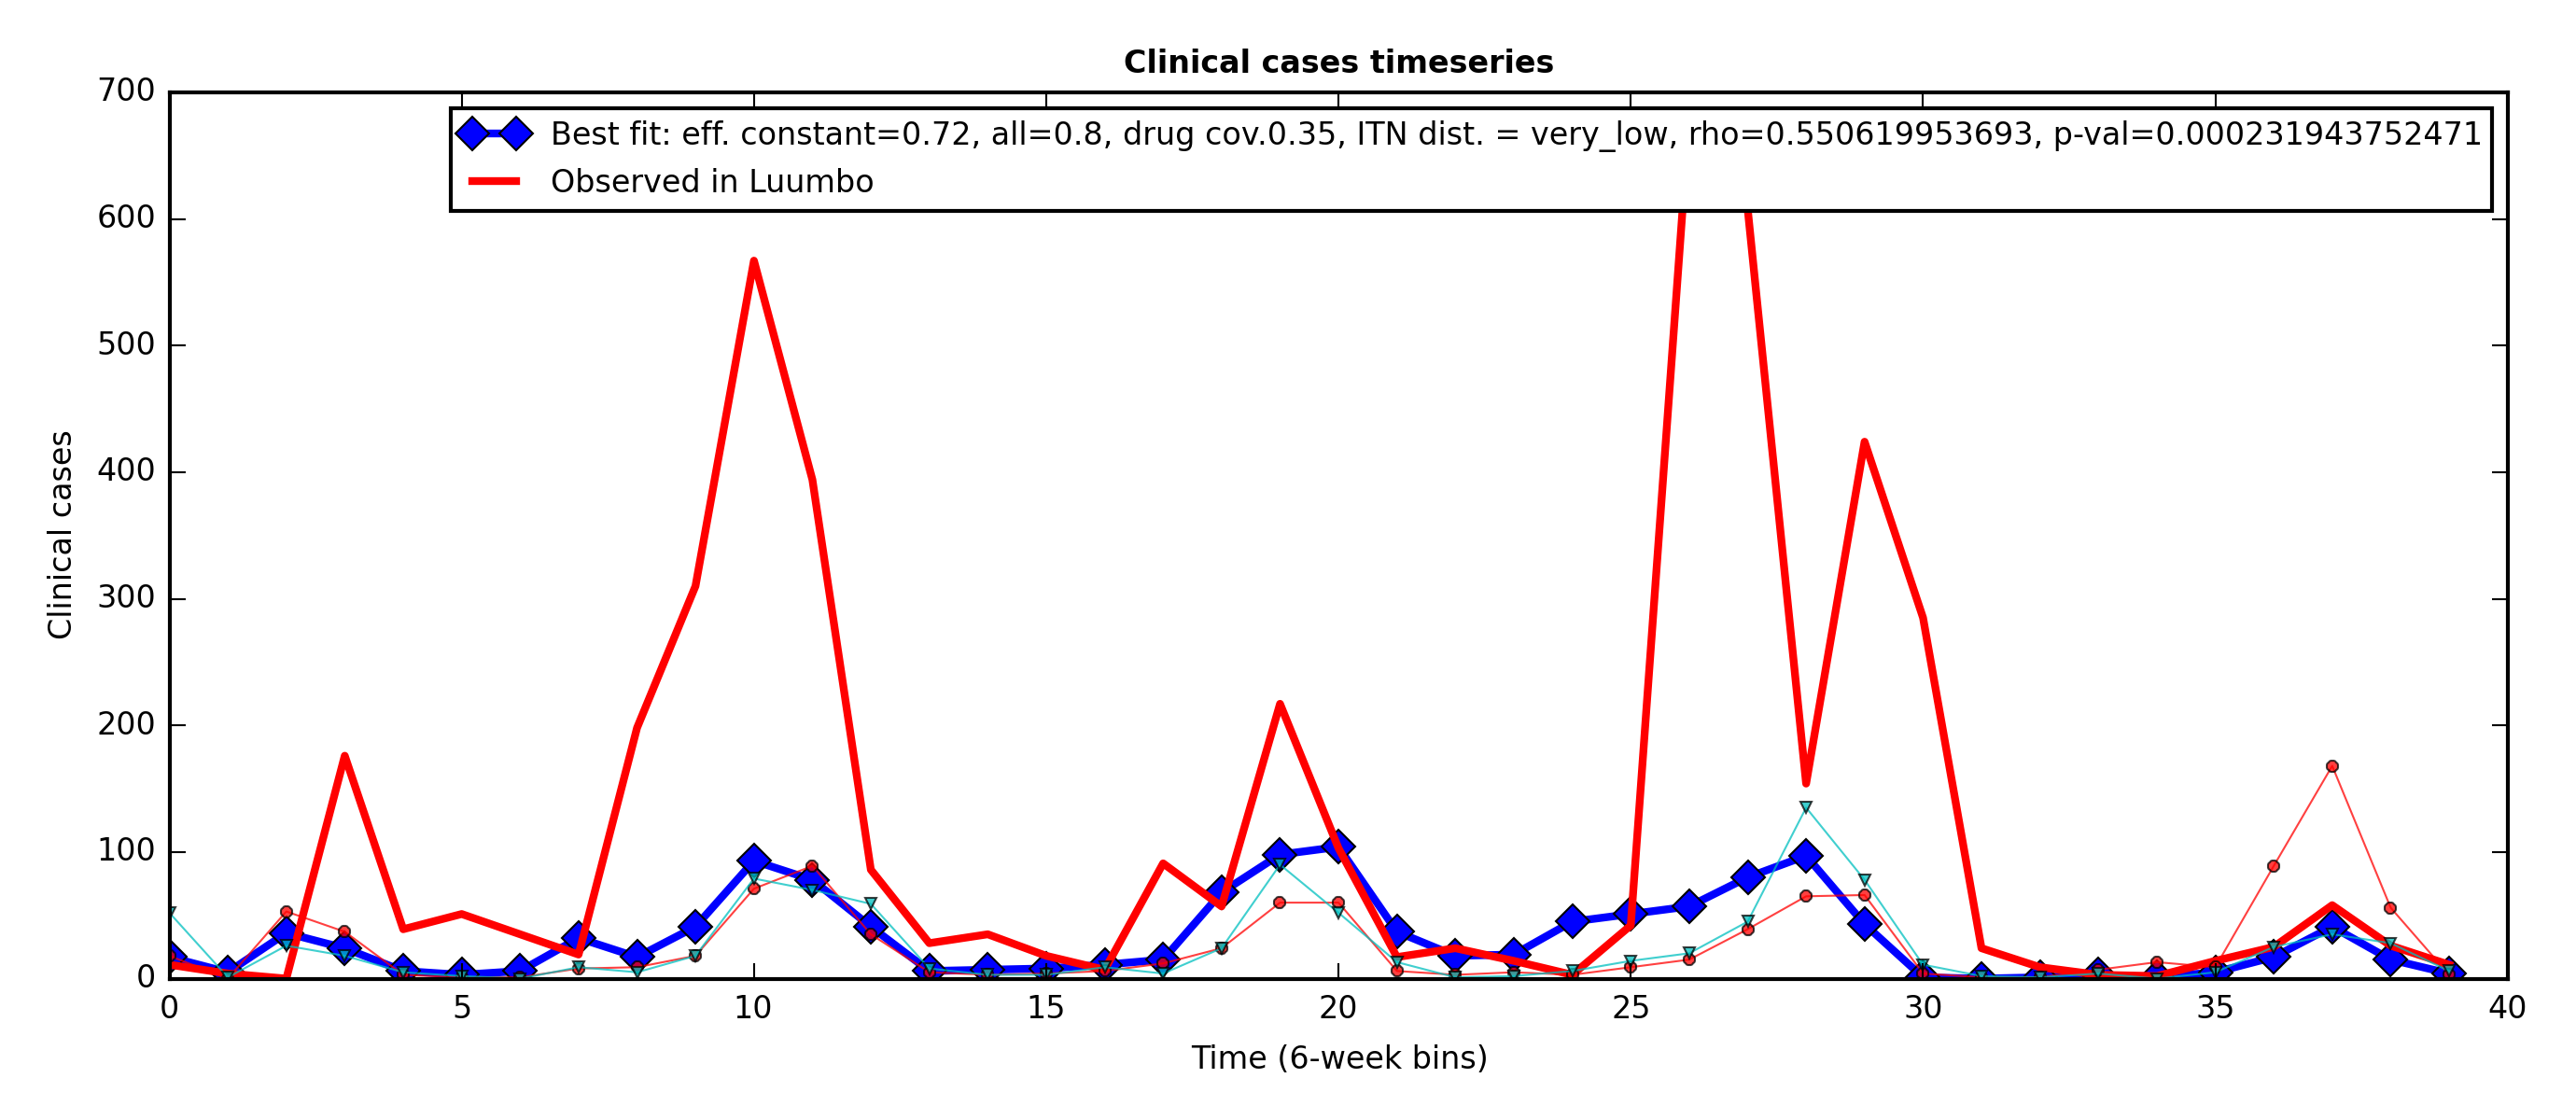 Clinical cases timeseries
700
600
500
400
300
200
100
0
Clinical cases
Best fit: eff. constant=0.72, all=0.8, drug cov.0.35, ITN dist. = very_low, rho=0.550619953693, p-val=0.000231943752471
Observed in Luumbo
0 5 10 15 20 25 30 35 40
Time (6-week bins)